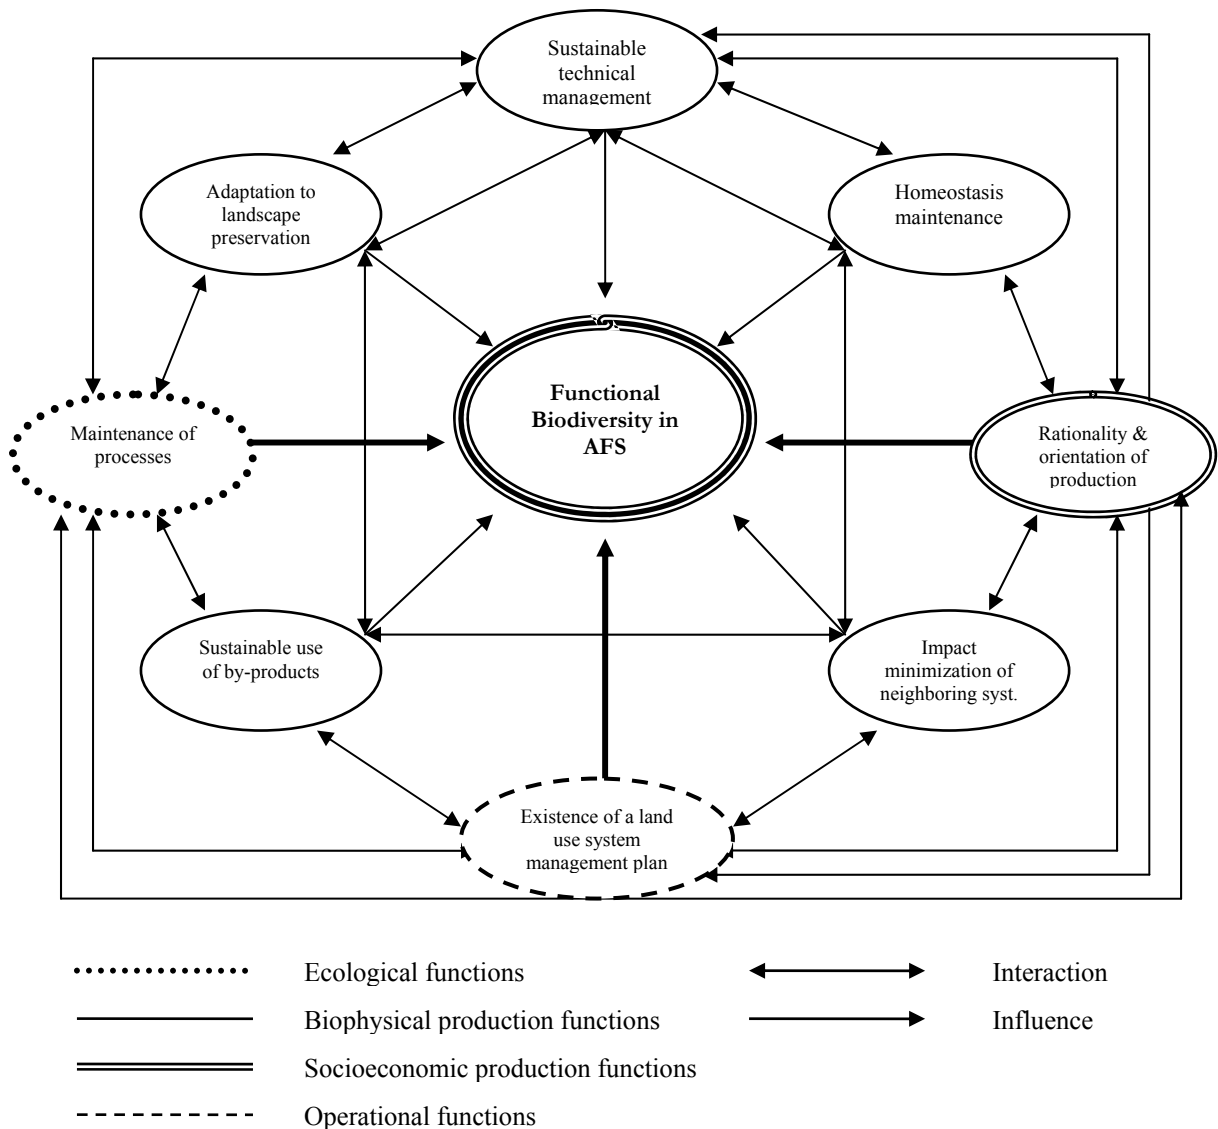 Sustainable
technical
management
Adaptation to
landscape
preservation
Homeostasis
maintenance
Functional
Biodiversity in
AFS
Maintenance of
processes
Rationality &
orientation of
production
Sustainable use
of by-products
Impact
minimization of
neighboring syst.
Existence of a land
use system
management plan
Ecological functions
Interaction
Biophysical production functions
Influence
Socioeconomic production functions
Operational functions